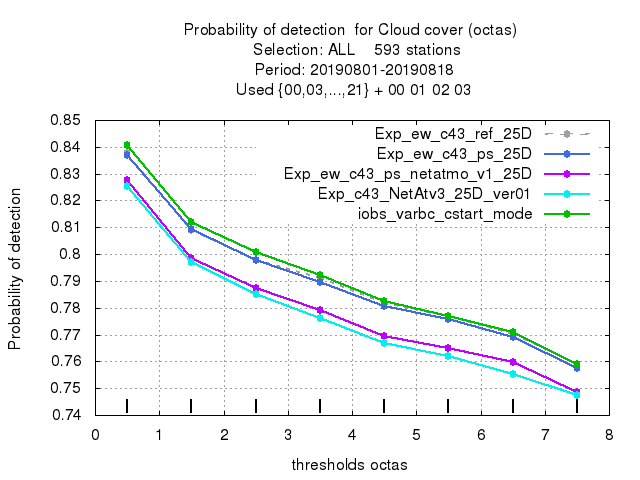 Probability of detection  for Cloud cover (octas)
Selection: ALL    593 stations
Period: 20190801-20190818
Used {00,03,...,21} + 00 01 02 03
Exp_ew_c43_ref_25D
Exp_ew_c43_ps_25D
Exp_ew_c43_ps_netatmo_v1_25D
Exp_c43_NetAtv3_25D_ver01
iobs_varbc_cstart_mode
Probability of detection
0.85
0.84
0.83
0.82
0.81
0.8
0.79
0.78
0.77
0.76
0.75
0.74
0 1 2 3 4 5 6 7 8
thresholds octas